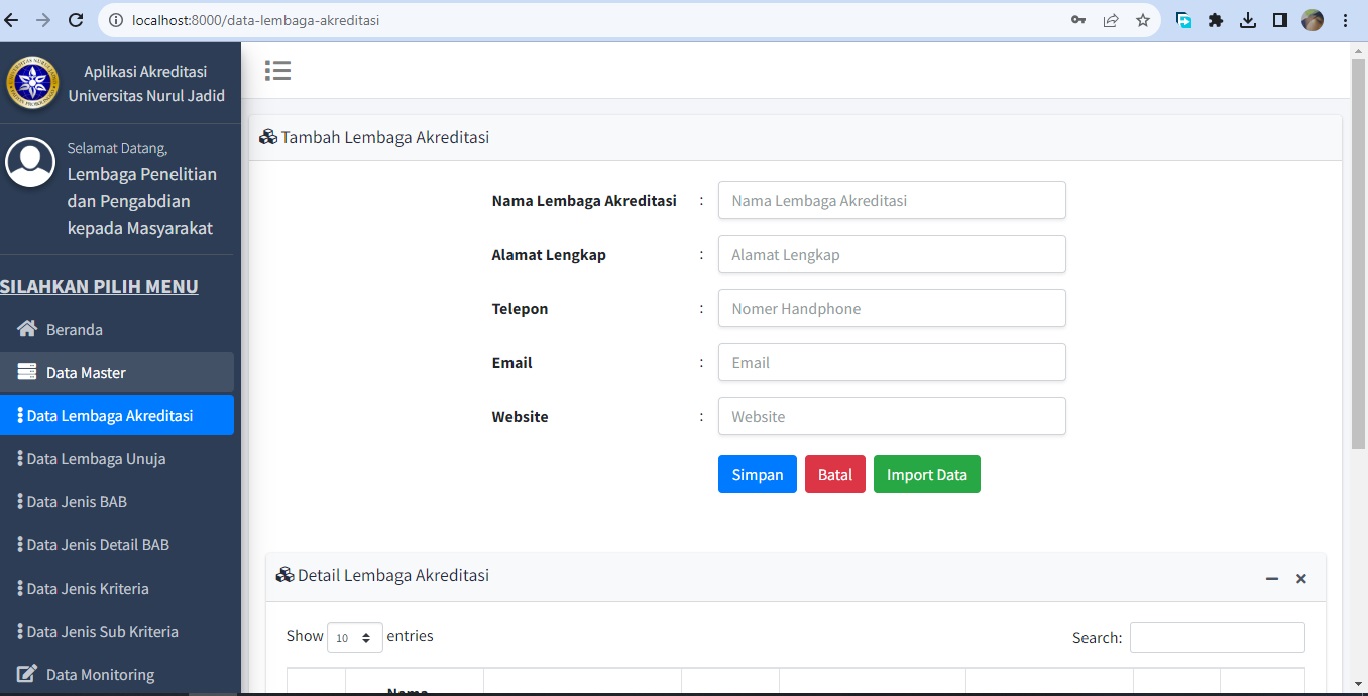 localhost:8000/data-lembaga-akreditasi
Aplikasi Akreditasi
Universitas Nurul Jadid
Selamat Datang,
Lembaga Penelitian
dan Pengabdian
kepada Masyarakat
SILAHKAN PILIH MENU
Beranda
Data Master
Data Lembaga Akreditasi
Data Lembaga Unuja
Data Jenis BAB
Data Jenis Detail BAB
Data Jenis Kriteria
Data Jenis Sub Kriteria
Data Monitoring
Tambah Lembaga Akreditasi
Nama Lembaga Akreditasi : Nama Lembaga Akreditasi
Alamat Lengkap : Alamat Lengkap
Telepon : Nomer Handphone
Email : Email
Website : Website
Simpan Batal Import Data
Detail Lembaga Akreditasi
Show 10 entries Search:
Nama